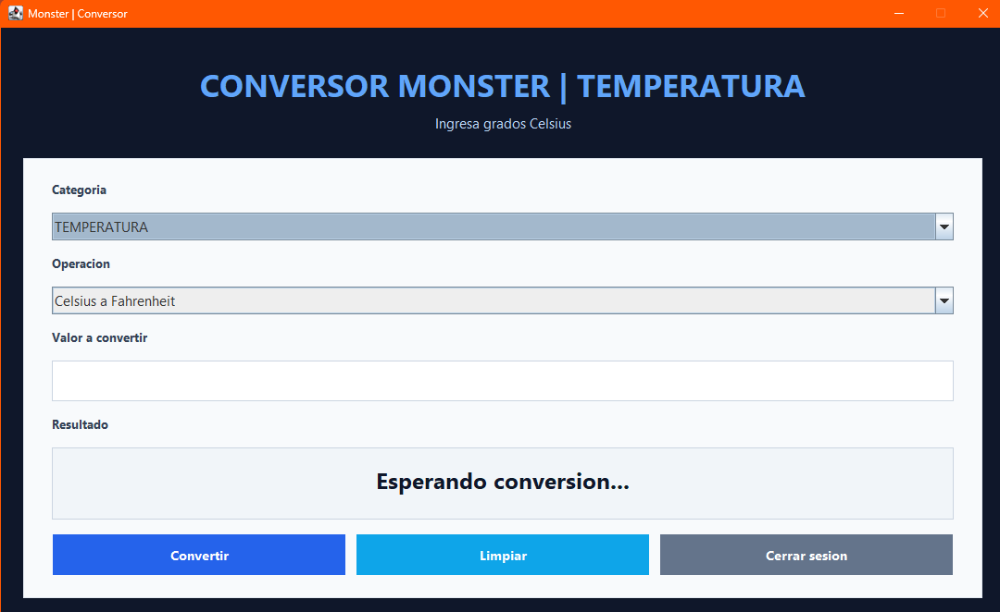 Monster | Conversor
CONVERSOR MONSTER | TEMPERATURA
Ingresa grados Celsius
Categoria
TEMPERATURA
Operacion
Celsius a Fahrenheit
Valor a convertir
Resultado
Esperando conversion...
Convertir Limpiar Cerrar sesion